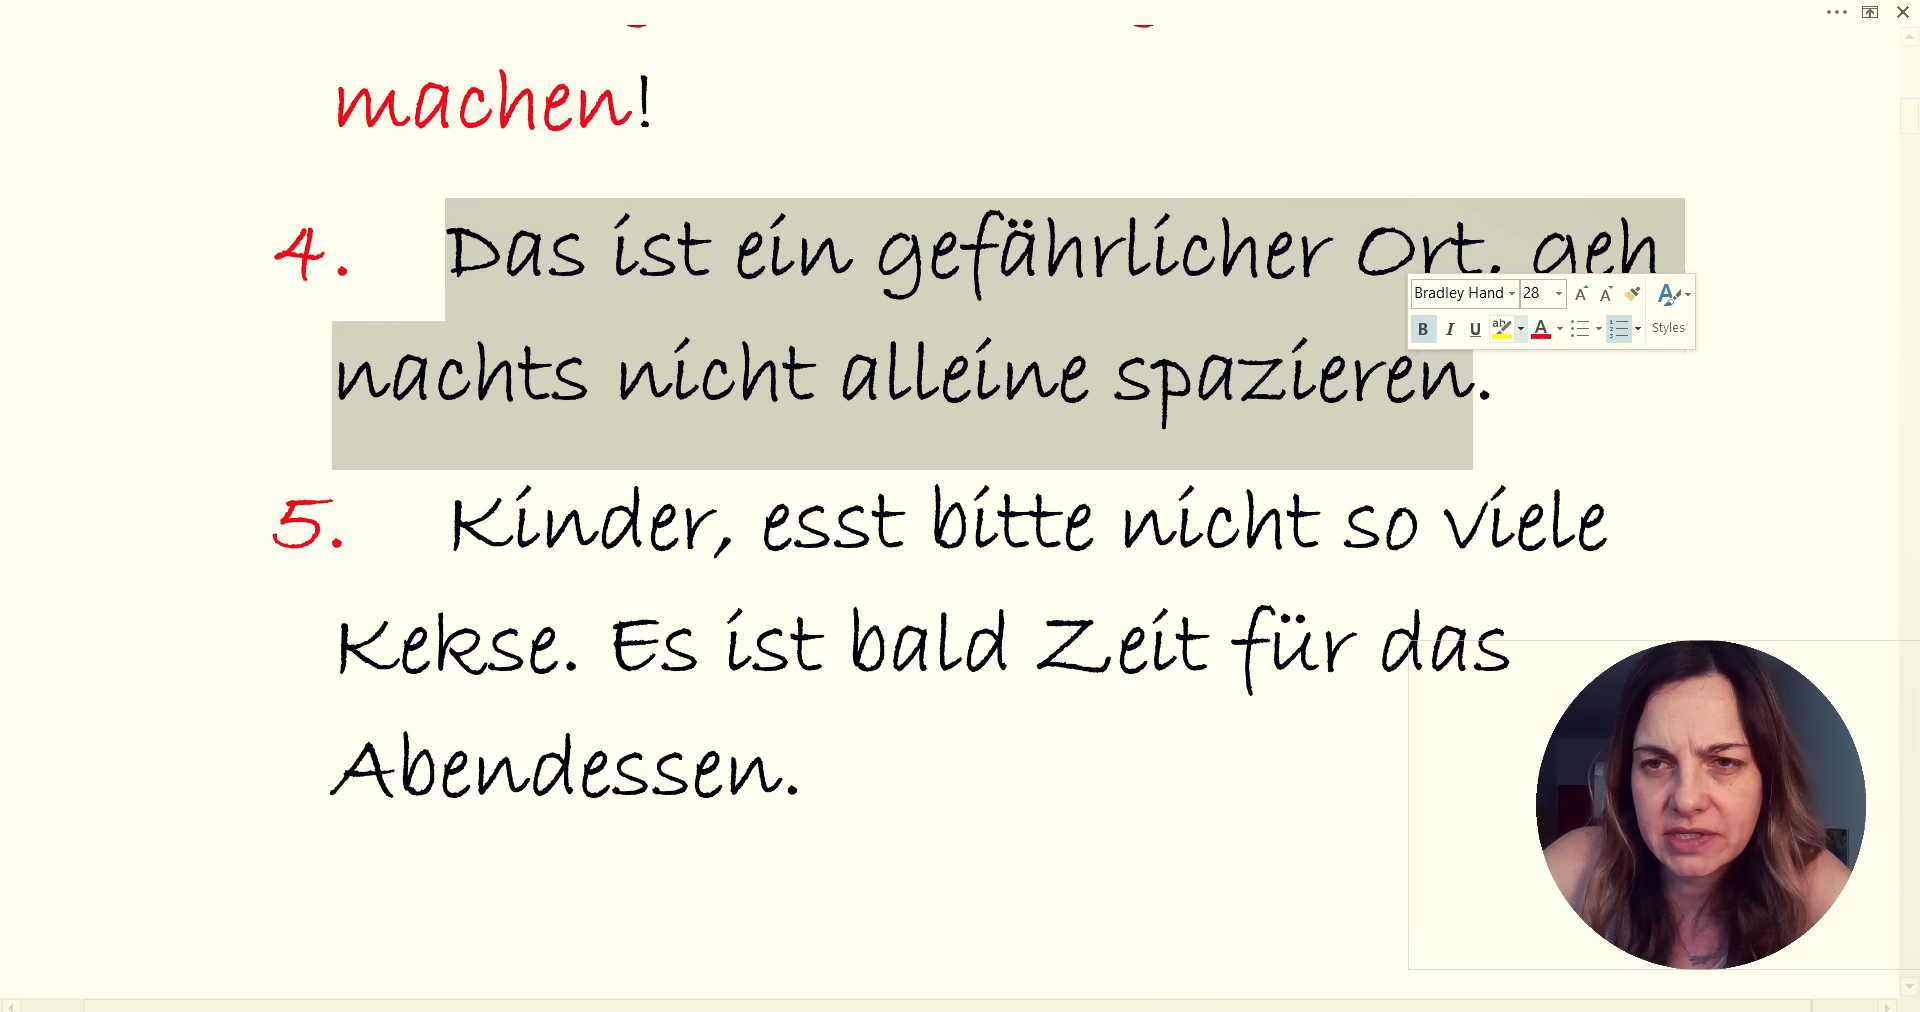 machen!
4. Das ist ein gefährlicher Ort. geh
nachts nicht alleine spazieren.
Bradley Hand 28
B I U Styles
5. Kinder, esst bitte nicht so viele
Kekse. Es ist bald Zeit für das
Abendessen.